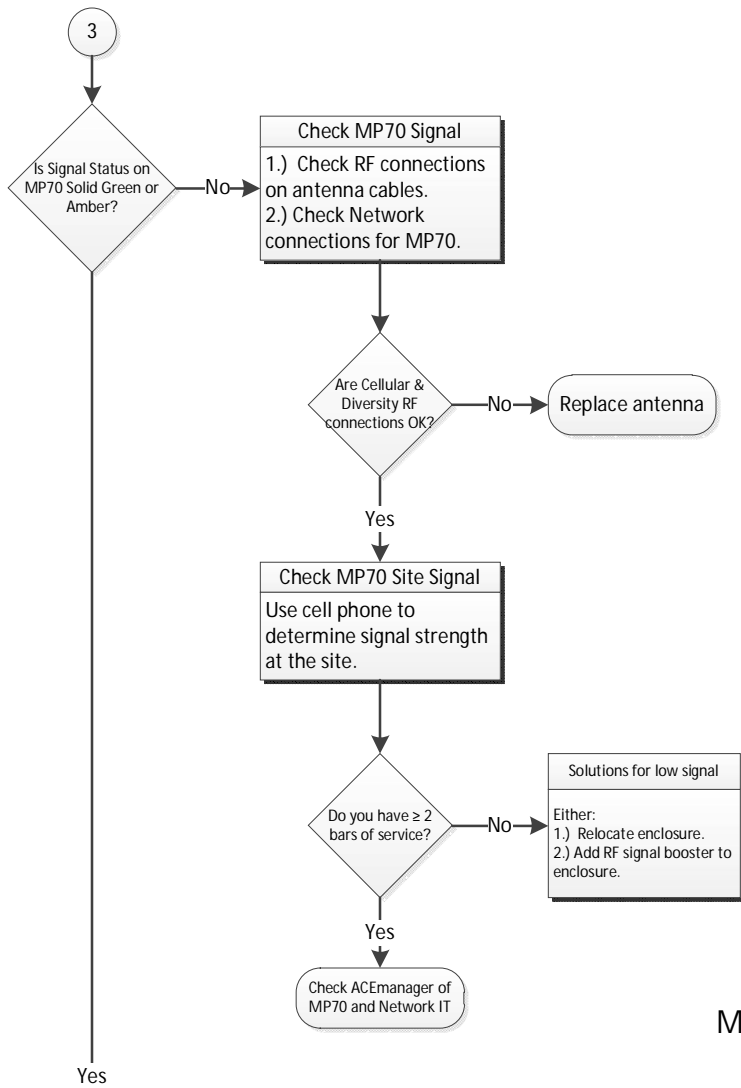 3
Is Signal Status on
MP70 Solid Green or
Amber?
No
Check MP70 Signal
1.) Check RF connections
on antenna cables.
2.) Check Network
connections for MP70.
Are Cellular &
Diversity RF
connections OK?
No
Replace antenna
Yes
Check MP70 Site Signal
Use cell phone to
determine signal strength
at the site.
Do you have ≥ 2
bars of service?
No
Solutions for low signal
Either:
1.) Relocate enclosure.
2.) Add RF signal booster to
enclosure.
Yes
Check ACEmanager of
MP70 and Network IT
M
Yes